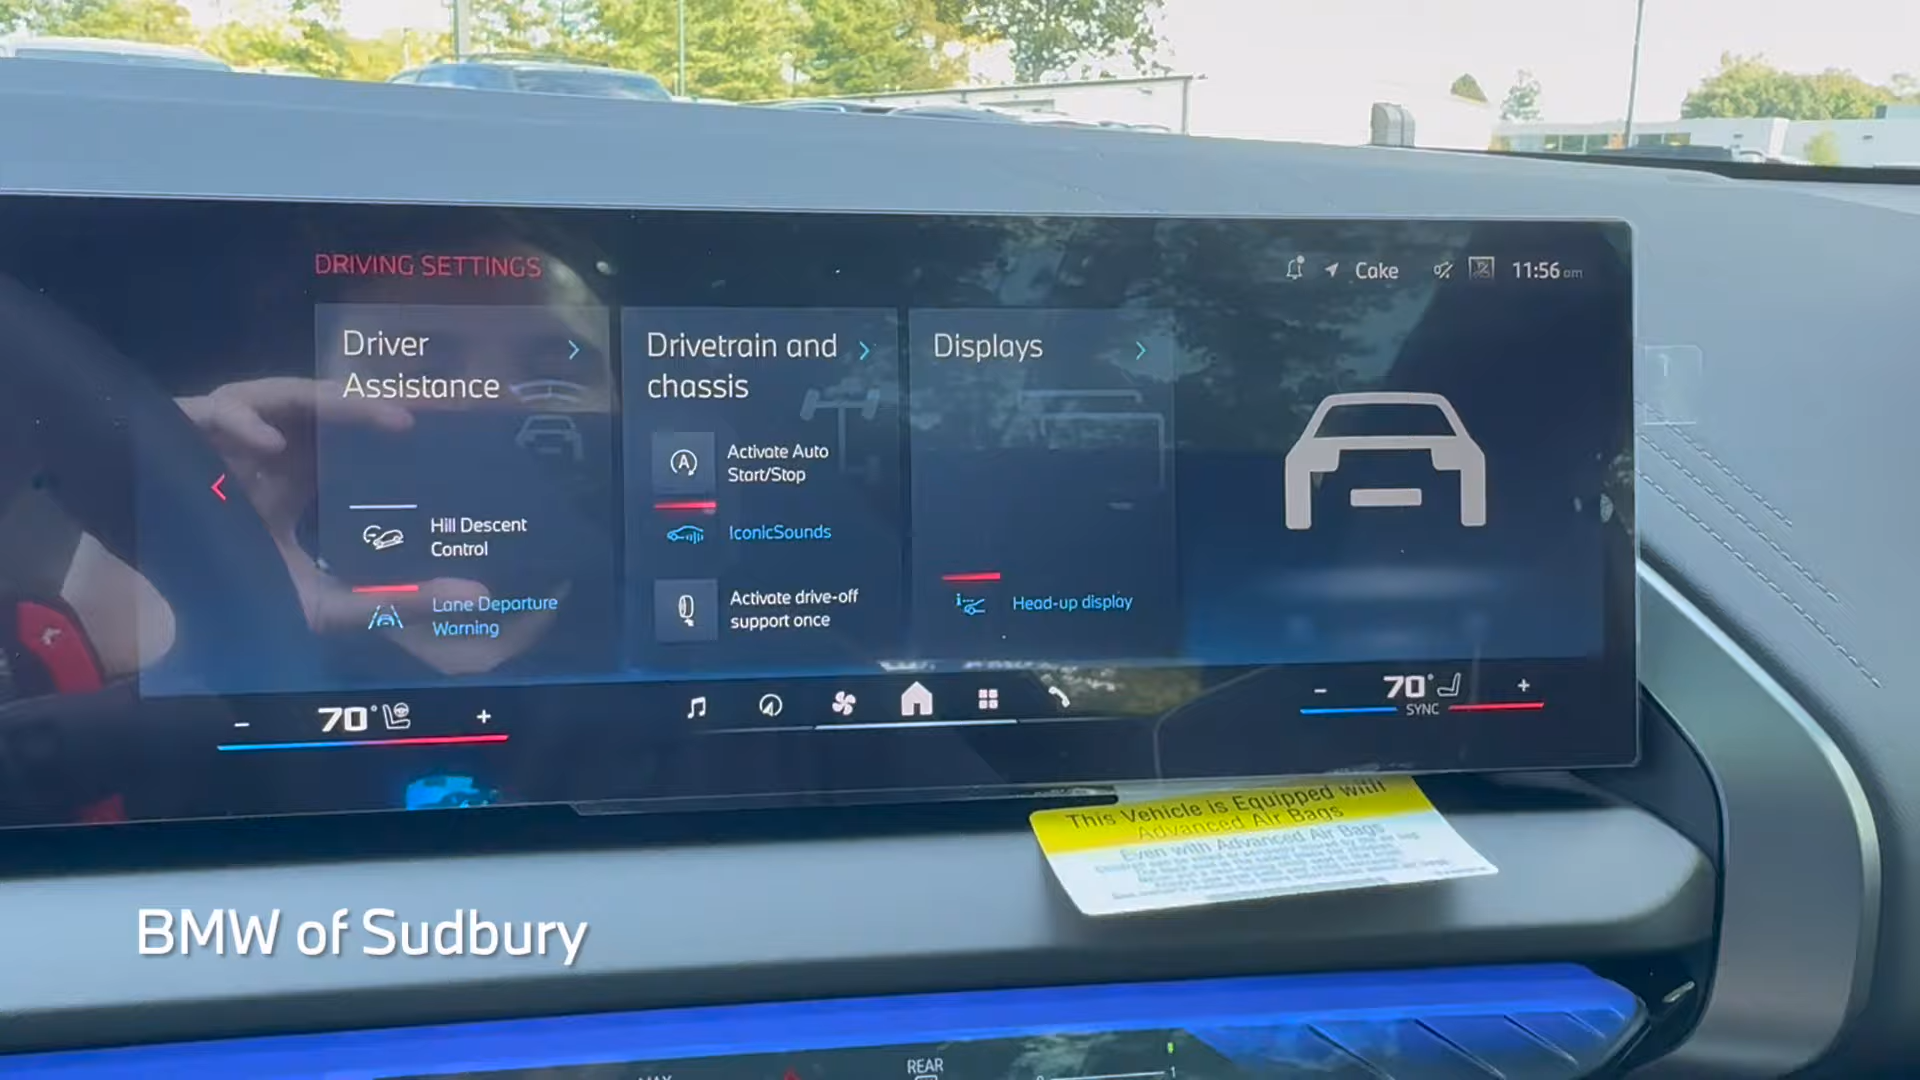 DRIVING SETTINGS
Cake
11:56 am
Driver
Assistance
Hill Descent
Control
Lane Departure
Warning
Drivetrain and
chassis
A
Activate Auto
Start/Stop
IconicSounds
Activate drive-off
support once
Displays
Head-up display
- 70° +
- 70° +
SYNC
This Vehicle is Equipped with
Advanced Air Bags
Even with Advanced Air Bags
BMW of Sudbury
REAR
1